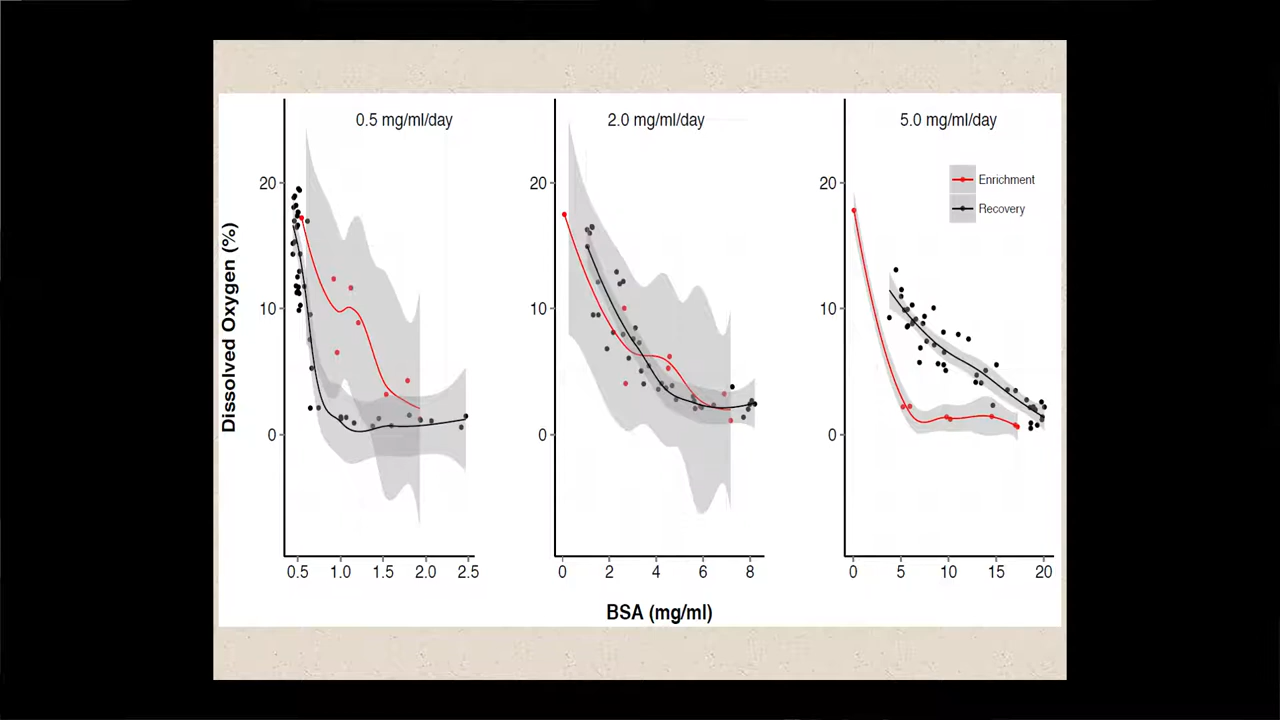 0.5 mg/ml/day
2.0 mg/ml/day
5.0 mg/ml/day
Enrichment
Recovery
Dissolved Oxygen (%)
20
10
0
20
10
0
20
10
0
0.5 1.0 1.5 2.0 2.5
0 2 4 6 8
0 5 10 15 20
BSA (mg/ml)